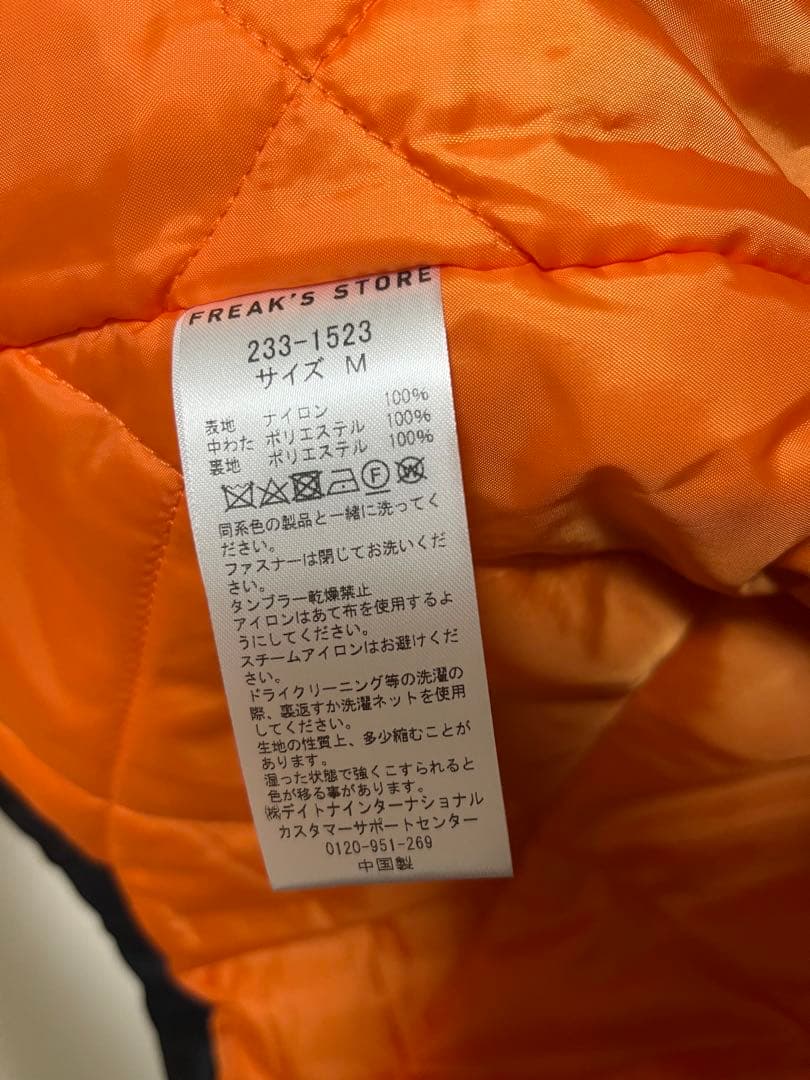 FREAK'S STORE
233-1523
サイズ M
表地 ナイロン 100%
中わた ポリエステル 100%
裏地 ポリエステル 100%
F W
同系色の製品と一緒に洗ってく
ださい。
ファスナーは閉じてお洗いくだ
さい。
タンブラー乾燥禁止
アイロンはあて布を使用するよ
うにしてください。
スチームアイロンはお避けくだ
さい。
ドライクリーニング等の洗濯の
際、裏返すか洗濯ネットを使用
してください。
生地の性質上、多少縮むことが
あります。
湿った状態で強くこすられると
色が移る事があります。
㈱デイトナインターナショナル
カスタマーサポートセンター
0120-951-269
中国製